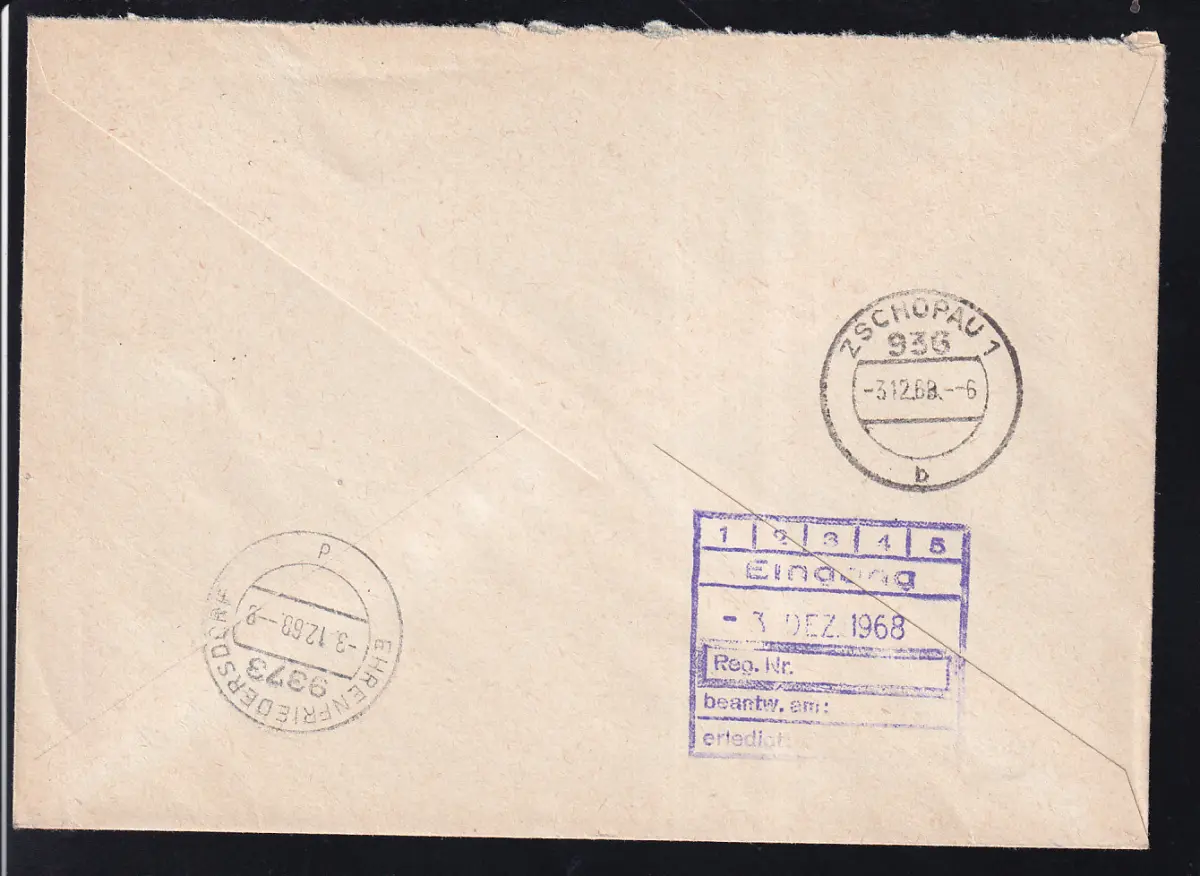 ZSCHOPAU 1
936
-3.12.68.--6
b
1 2 3 4 5
Eingang
- 3. DEZ. 1968
Reg. Nr.
beantw. am:
erledigt:
p
-3.12.68.--8
9373
EHRENFRIEDERSDORF